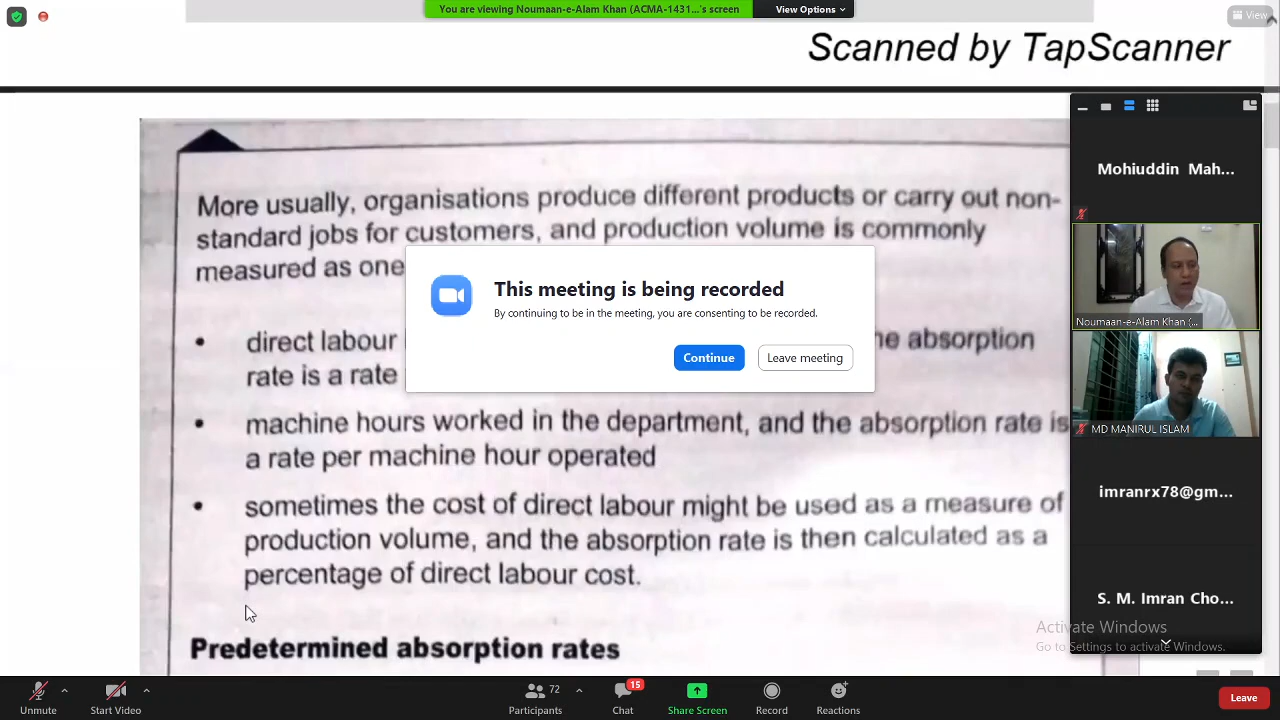 You are viewing Noumaan-e-Alam Khan (ACMA-1431...'s screen
View Options
View
Scanned by TapScanner
More usually, organisations produce different products or carry out non-
standard jobs for customers, and production volume is commonly
measured as one
direct labour
he absorption
rate is a rate
• machine hours worked in the department, and the absorption rate is
a rate per machine hour operated
• sometimes the cost of direct labour might be used as a measure of
production volume, and the absorption rate is then calculated as a
percentage of direct labour cost.
Predetermined absorption rates
This meeting is being recorded
By continuing to be in the meeting, you are consenting to be recorded.
Continue
Leave meeting
Mohiuddin Mah...
Noumaan-e-Alam Khan (...
MD MANIRUL ISLAM
imranrx78@gm...
S. M. Imran Cho...
Activate Windows
Go to Settings to activate Windows.
Unmute
Start Video
72
Participants
15
Chat
Share Screen
Record
Reactions
Leave